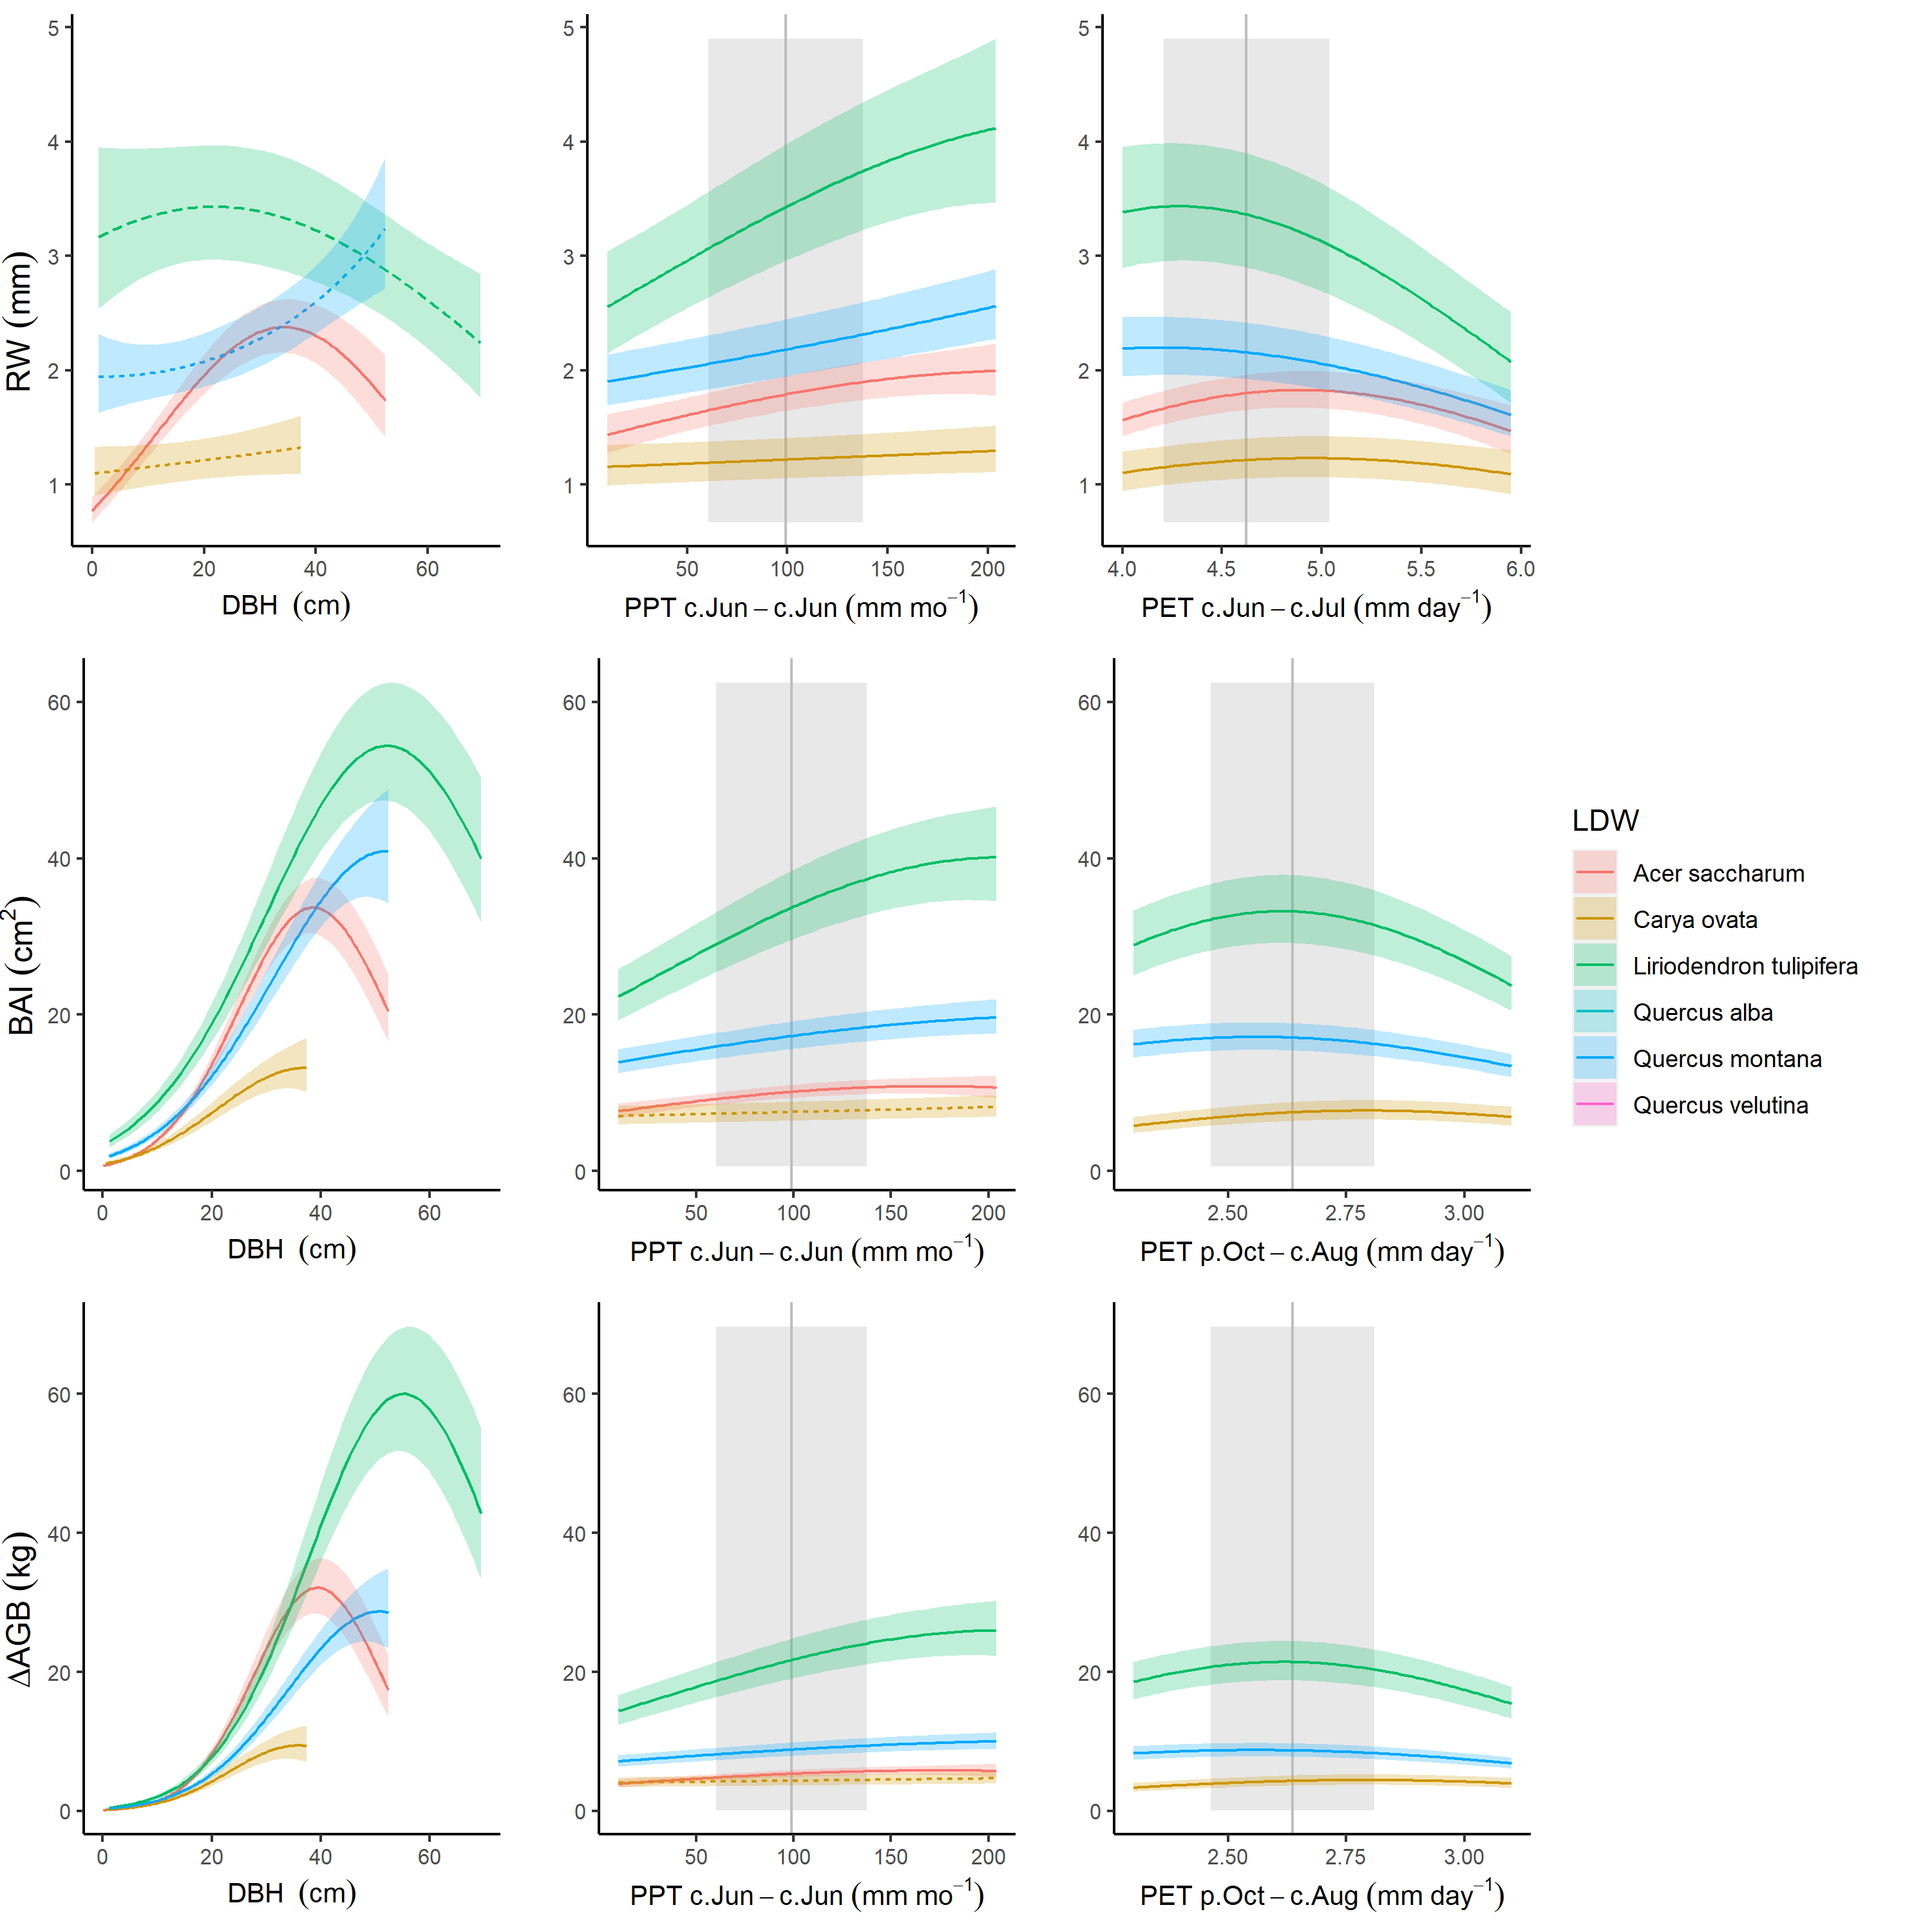 5
4
3
2
1
RW (mm)
0 20 40 60
DBH (cm)
5
4
3
2
1
50 100 150 200
PPT c.Jun – c.Jun (mm mo⁻¹)
5
4
3
2
1
4.0 4.5 5.0 5.5 6.0
PET c.Jun – c.Jul (mm day⁻¹)
60
40
20
0
BAI (cm²)
0 20 40 60
DBH (cm)
60
40
20
0
50 100 150 200
PPT c.Jun – c.Jun (mm mo⁻¹)
60
40
20
0
2.50 2.75 3.00
PET p.Oct – c.Aug (mm day⁻¹)
LDW
Acer saccharum
Carya ovata
Liriodendron tulipifera
Quercus alba
Quercus montana
Quercus velutina
60
40
20
0
ΔAGB (kg)
0 20 40 60
DBH (cm)
60
40
20
0
50 100 150 200
PPT c.Jun – c.Jun (mm mo⁻¹)
60
40
20
0
2.50 2.75 3.00
PET p.Oct – c.Aug (mm day⁻¹)